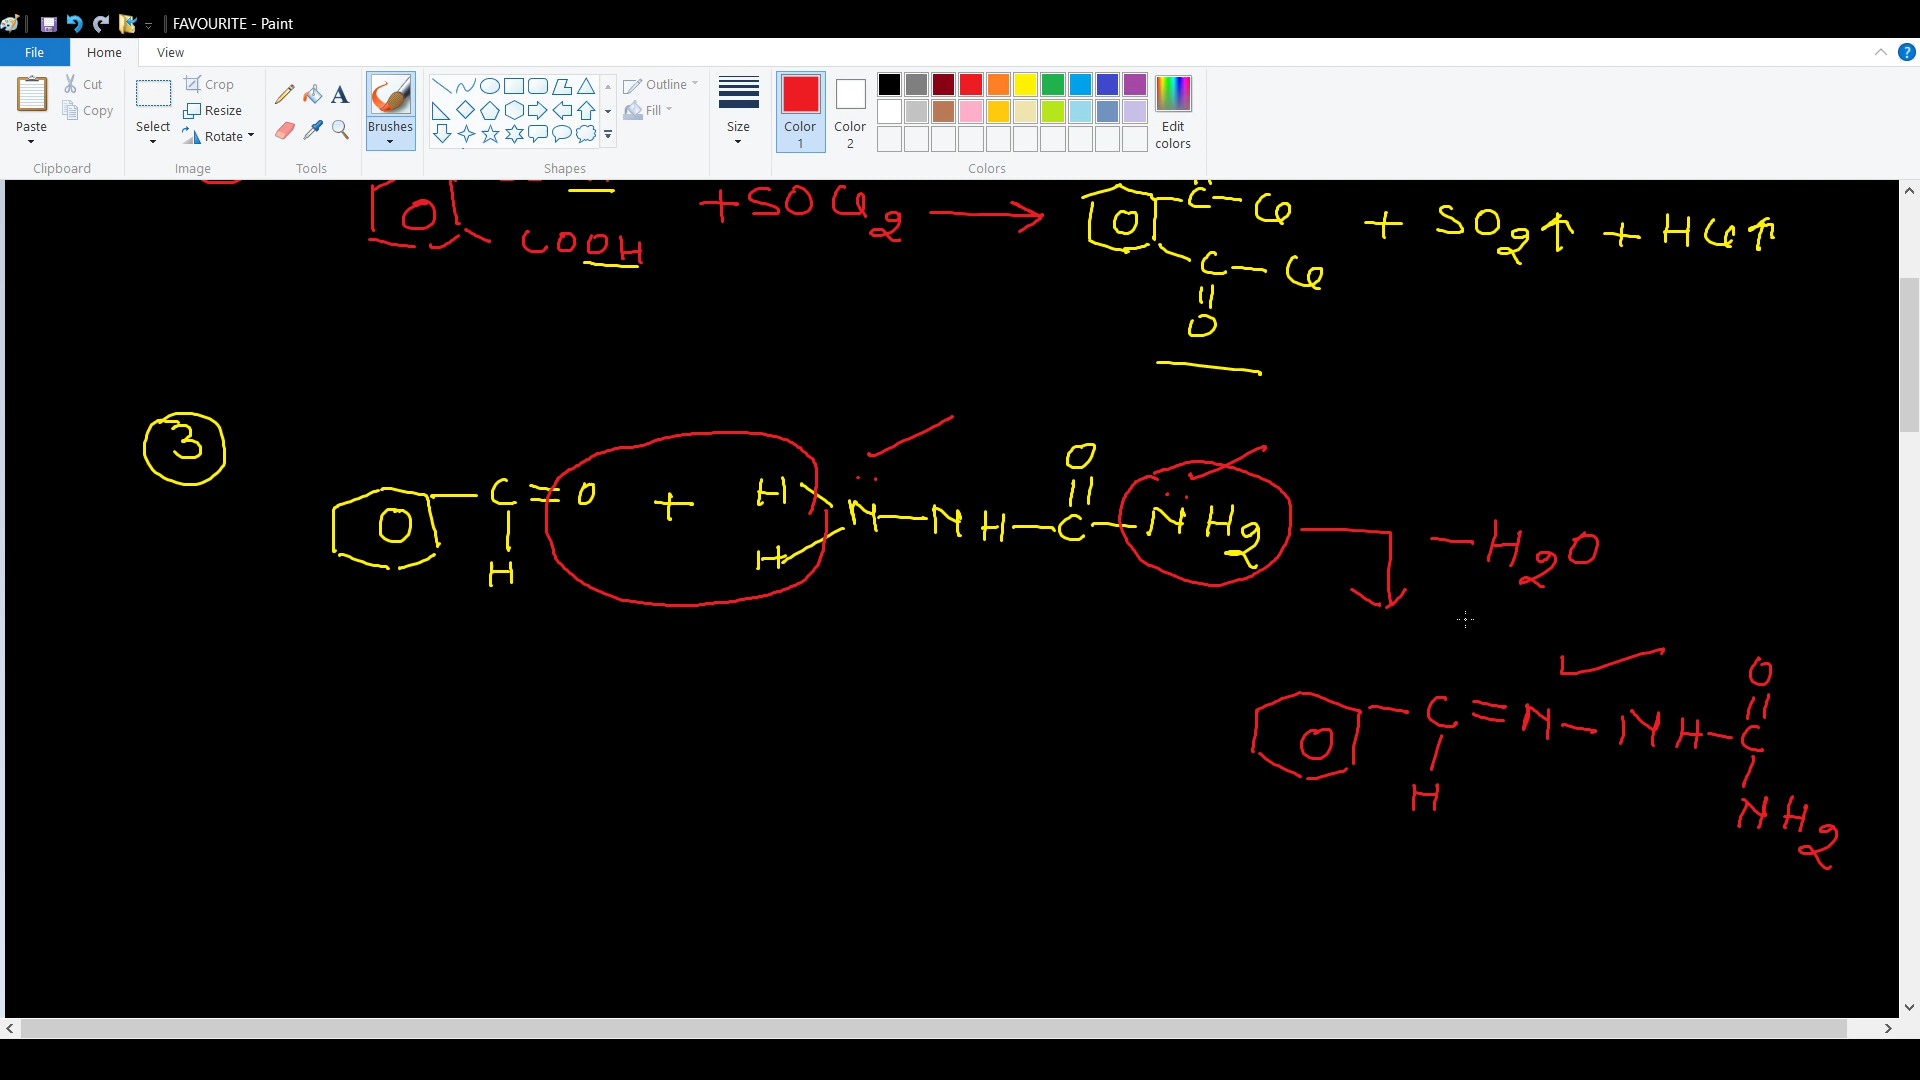 FAVOURITE - Paint
File Home View
Paste Cut Copy Select Crop Resize Rotate Brushes Outline Fill Size Color 1 Color 2 Edit colors
Clipboard Image Tools Shapes Colors
O COOH + SOCl2 → O C - Cl C - Cl O + SO2↑ + HCl↑
3
O - C = O H + H H N - NH - C - NH2 O - H2O
O - C = N - NH - C - NH2 H O